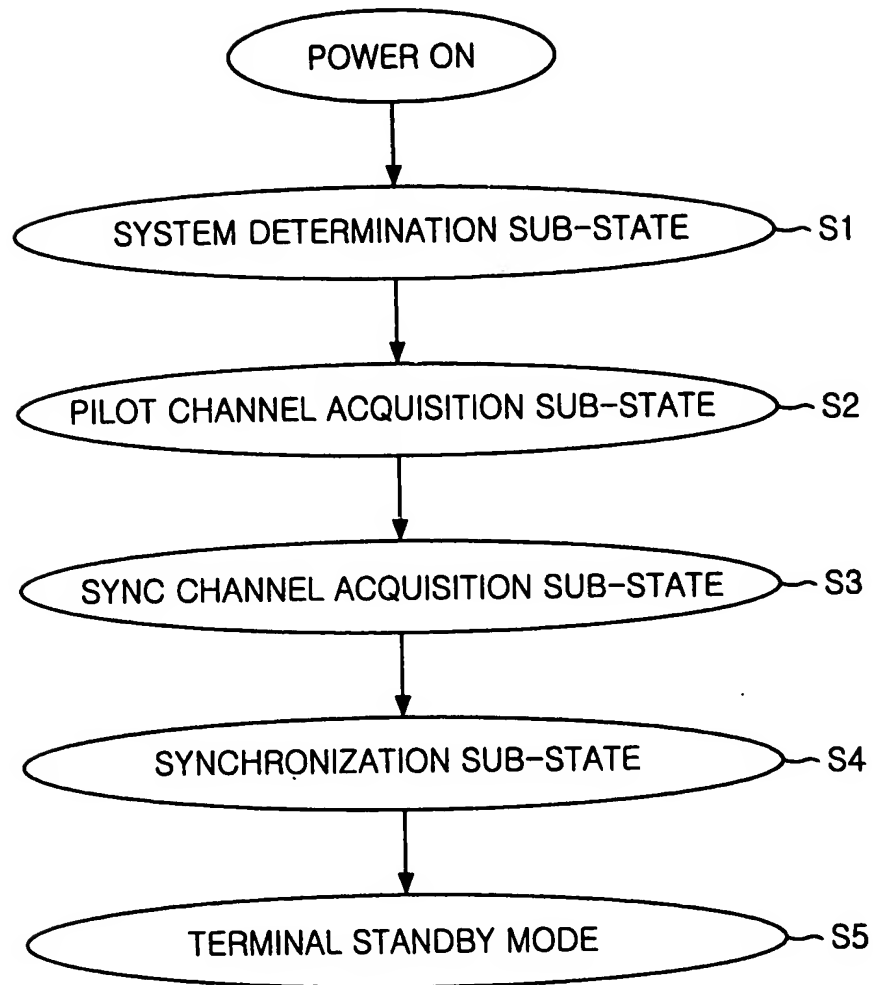 POWER ON
SYSTEM DETERMINATION SUB-STATE S1
PILOT CHANNEL ACQUISITION SUB-STATE S2
SYNC CHANNEL ACQUISITION SUB-STATE S3
SYNCHRONIZATION SUB-STATE S4
TERMINAL STANDBY MODE S5